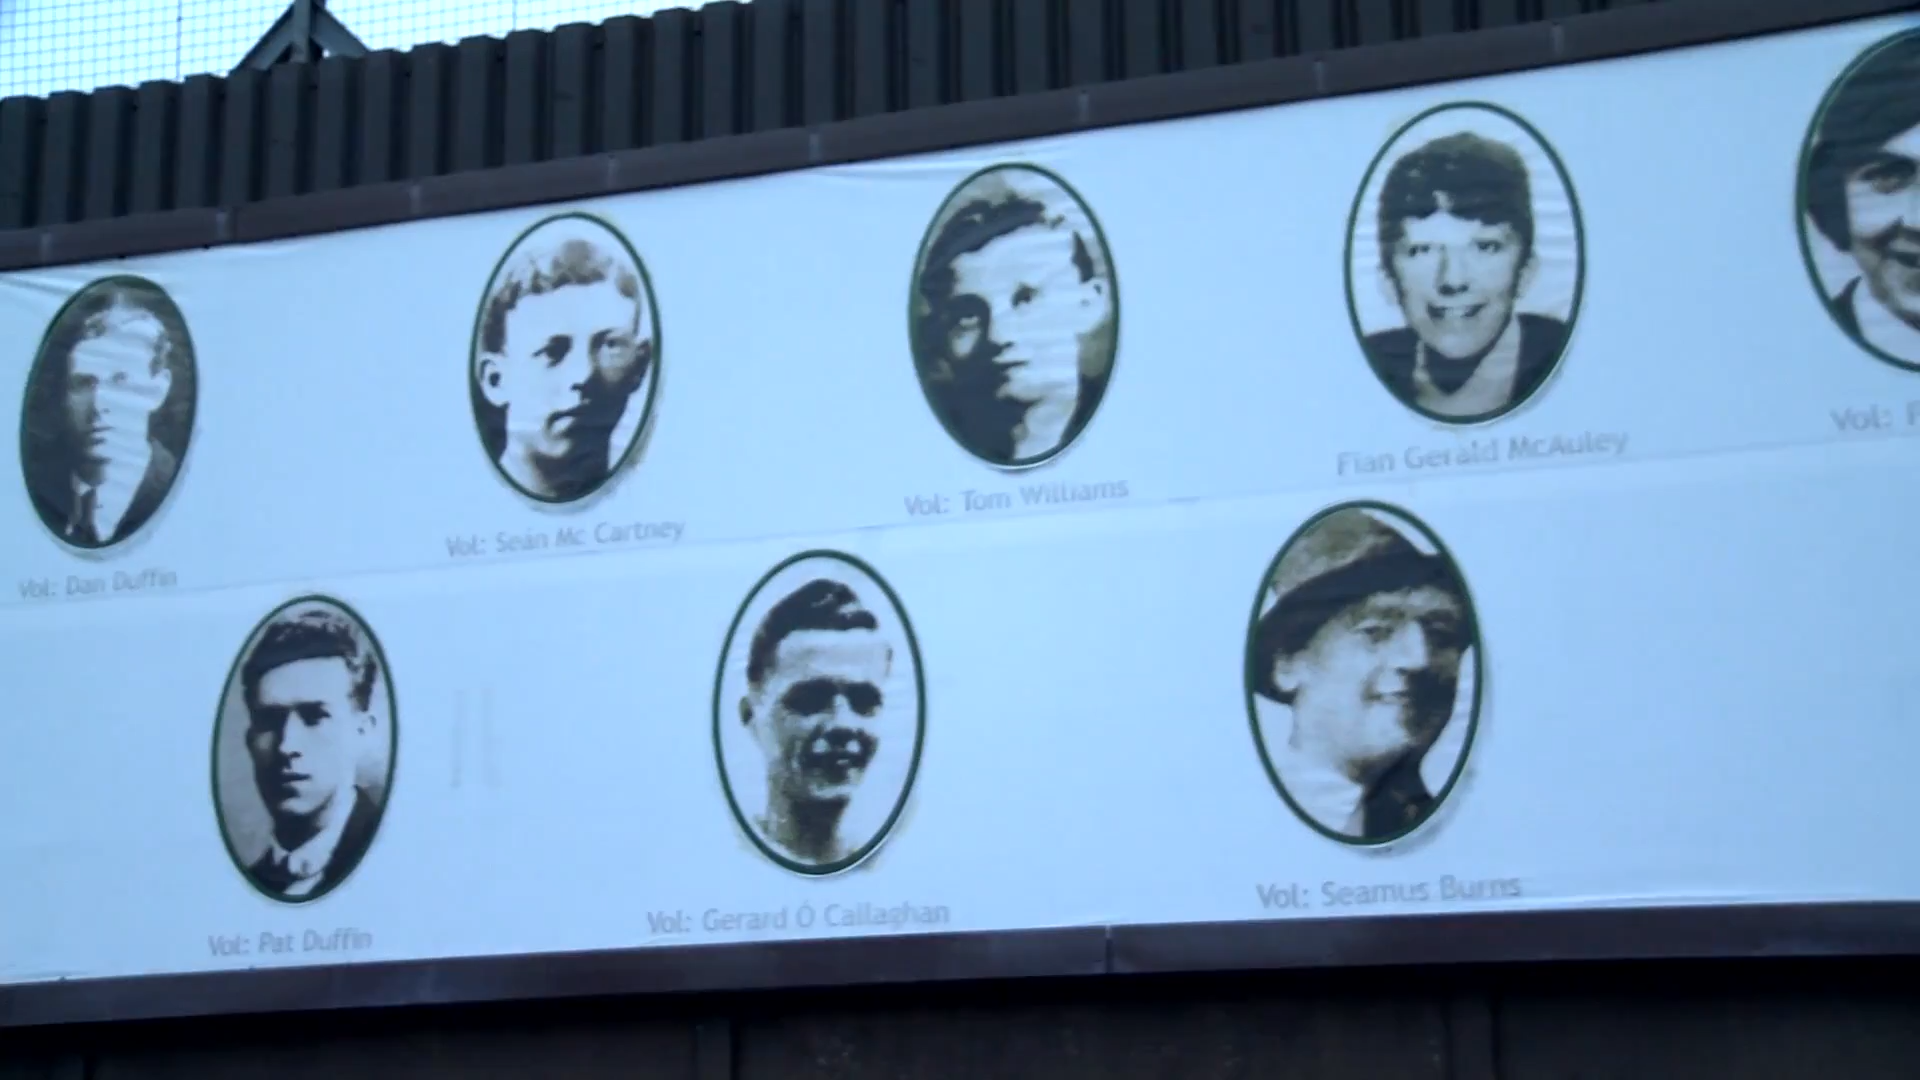 Vol: Dan Duffin
Vol: Seán Mc Cartney
Vol: Tom Williams
Fian Gerald McAuley
Vol:
Vol: Pat Duffin
Vol: Gerard Ó Callaghan
Vol: Seamus Burns